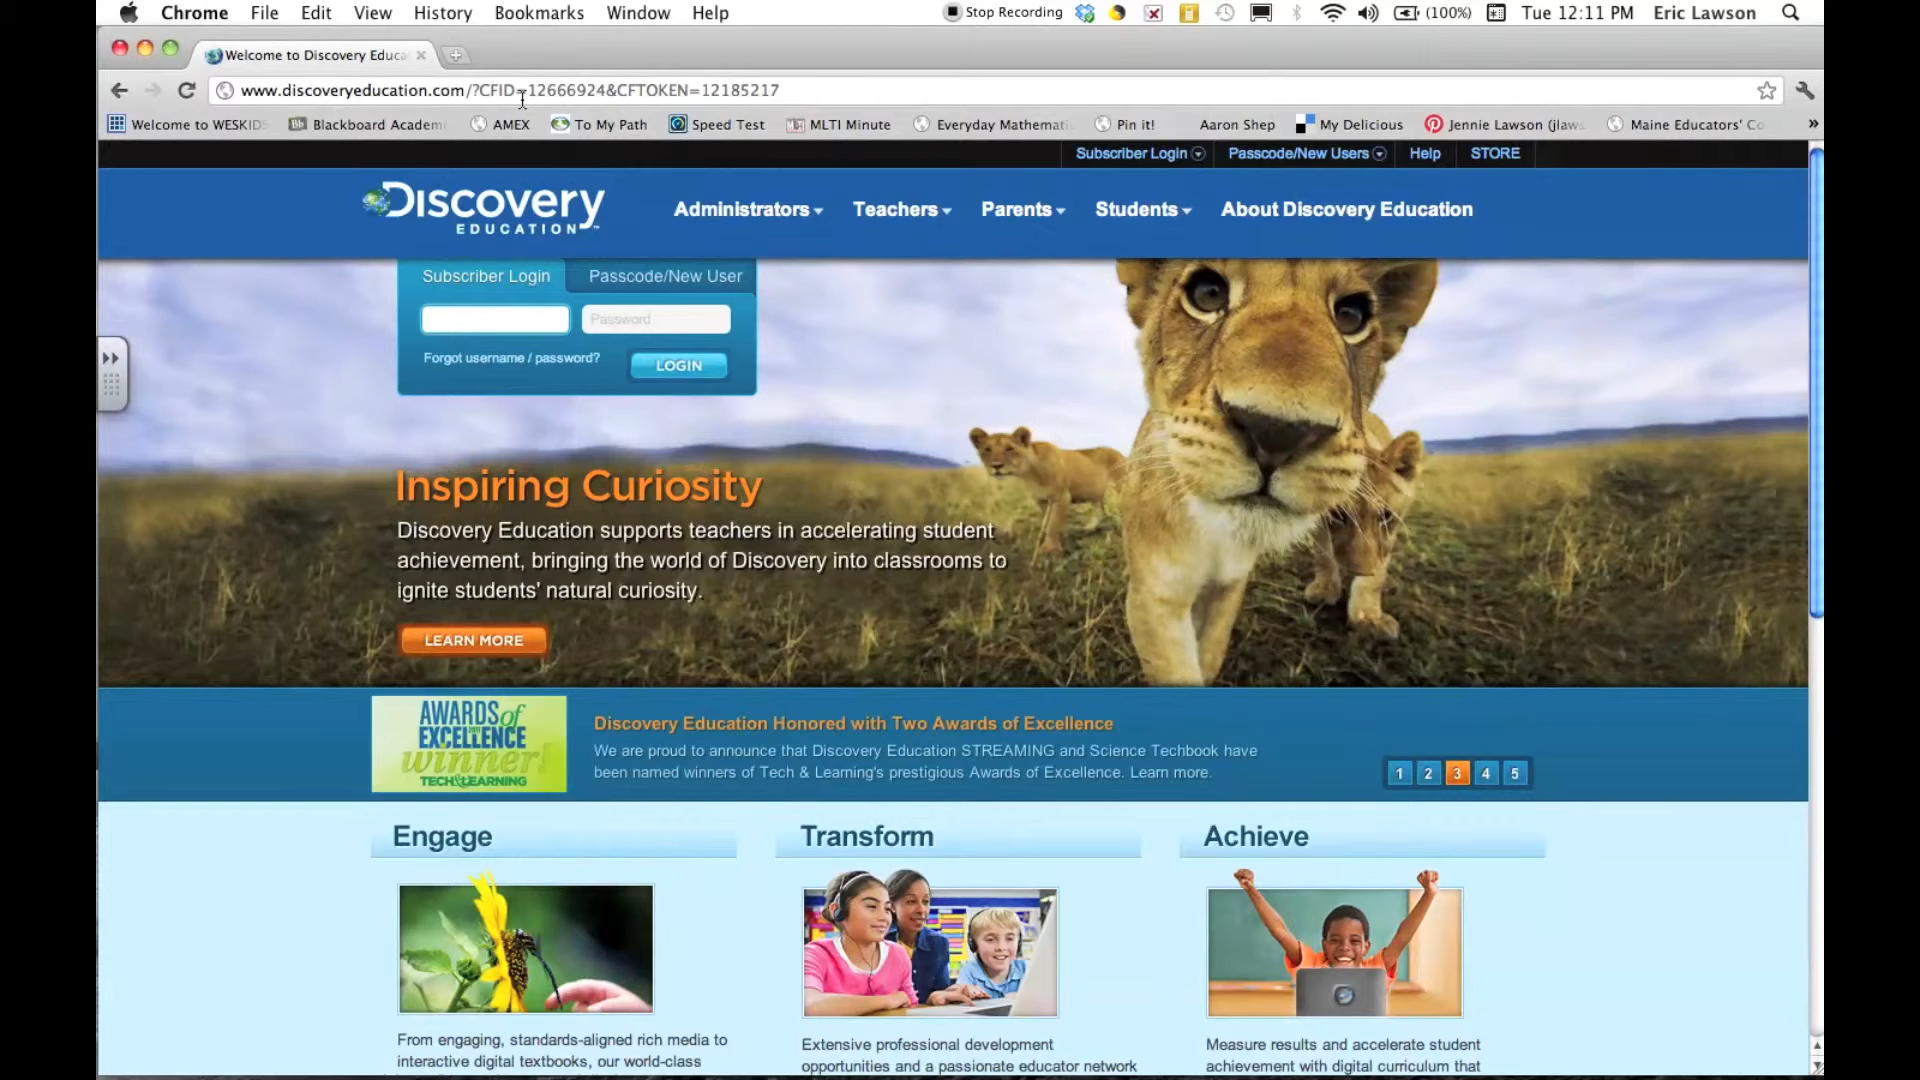 Chrome File Edit View History Bookmarks Window Help Stop Recording (100%) Tue 12:11 PM Eric Lawson
Welcome to Discovery Educa
www.discoveryeducation.com/?CFID=12666924&CFTOKEN=12185217
Welcome to WESKIDS Blackboard Academ AMEX To My Path Speed Test MLTI Minute Everyday Mathemati Pin it! Aaron Shep My Delicious Jennie Lawson (jlaws Maine Educators' Co »
Subscriber Login Passcode/New Users Help STORE
Discovery EDUCATION™ Administrators Teachers Parents Students About Discovery Education
Subscriber Login Passcode/New User
Password
Forgot username / password? LOGIN
Inspiring Curiosity
Discovery Education supports teachers in accelerating student
achievement, bringing the world of Discovery into classrooms to
ignite students' natural curiosity.
LEARN MORE
AWARDS of
EXCELLENCE
winner!
TECH&LEARNING
Discovery Education Honored with Two Awards of Excellence
We are proud to announce that Discovery Education STREAMING and Science Techbook have
been named winners of Tech & Learning's prestigious Awards of Excellence. Learn more.
1 2 3 4 5
Engage Transform Achieve
From engaging, standards-aligned rich media to
interactive digital textbooks, our world-class
Extensive professional development
opportunities and a passionate educator network
Measure results and accelerate student
achievement with digital curriculum that